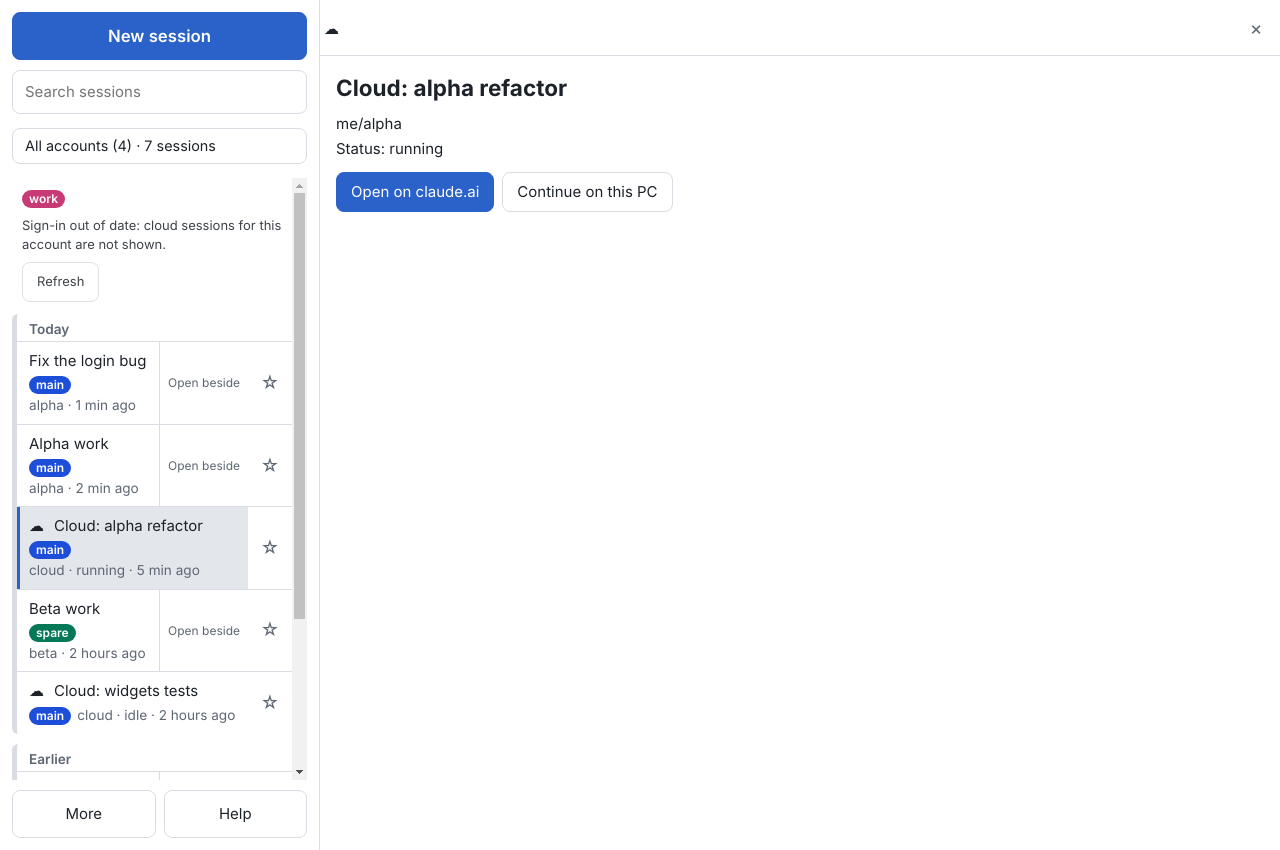 New session
Search sessions
All accounts (4) · 7 sessions
work
Sign-in out of date: cloud sessions for this
account are not shown.
Refresh
Today
Fix the login bug
main
alpha · 1 min ago
Open beside
Alpha work
main
alpha · 2 min ago
Open beside
Cloud: alpha refactor
main
cloud · running · 5 min ago
Beta work
spare
beta · 2 hours ago
Open beside
Cloud: widgets tests
main cloud · idle · 2 hours ago
Earlier
More
Help
Cloud: alpha refactor
me/alpha
Status: running
Open on claude.ai
Continue on this PC